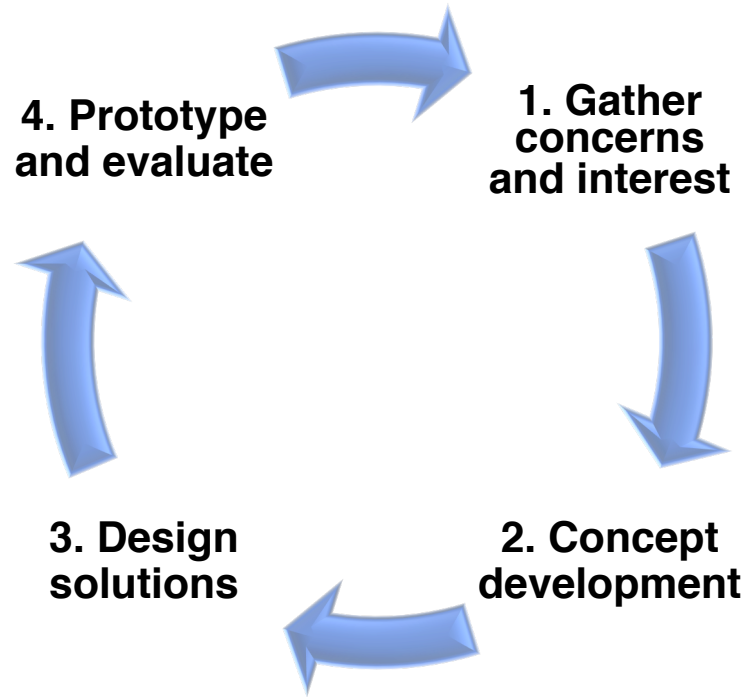 1. Gather
concerns
and interest
2. Concept
development
3. Design
solutions
4. Prototype
and evaluate